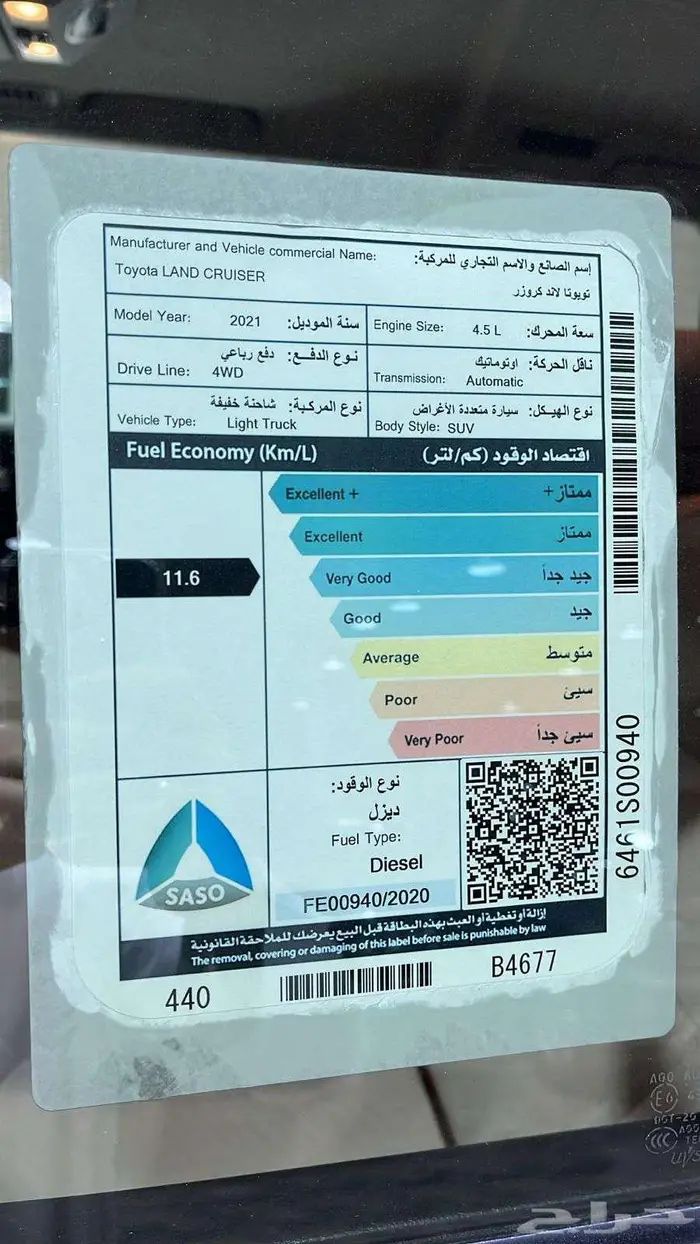 Manufacturer and Vehicle commercial Name:
إسم الصانع والاسم التجاري للمركبة:
Toyota LAND CRUISER
تويوتا لاند كروزر
Model Year: 2021 سنة الموديل:
Engine Size: 4.5 L سعة المحرك:
نوع الدفع: دفع رباعي
Drive Line: 4WD
ناقل الحركة: اوتوماتيك
Transmission: Automatic
نوع المركبة: شاحنة خفيفة
Vehicle Type: Light Truck
نوع الهيكل: سيارة متعددة الأغراض
Body Style: SUV
Fuel Economy (Km/L) اقتصاد الوقود (كم/لتر)
Excellent + ممتاز+
Excellent ممتاز
11.6
Very Good جيد جداً
Good جيد
Average متوسط
Poor سيئ
Very Poor سيئ جداً
نوع الوقود:
ديزل
Fuel Type:
Diesel
FE00940/2020
SASO
6461S00940
إزالة أو تغطية أو العبث بهذه البطاقة قبل البيع يعرضك للملاحقة القانونية
The removal, covering or damaging of this label before sale is punishable by law
440
B4677
حراج